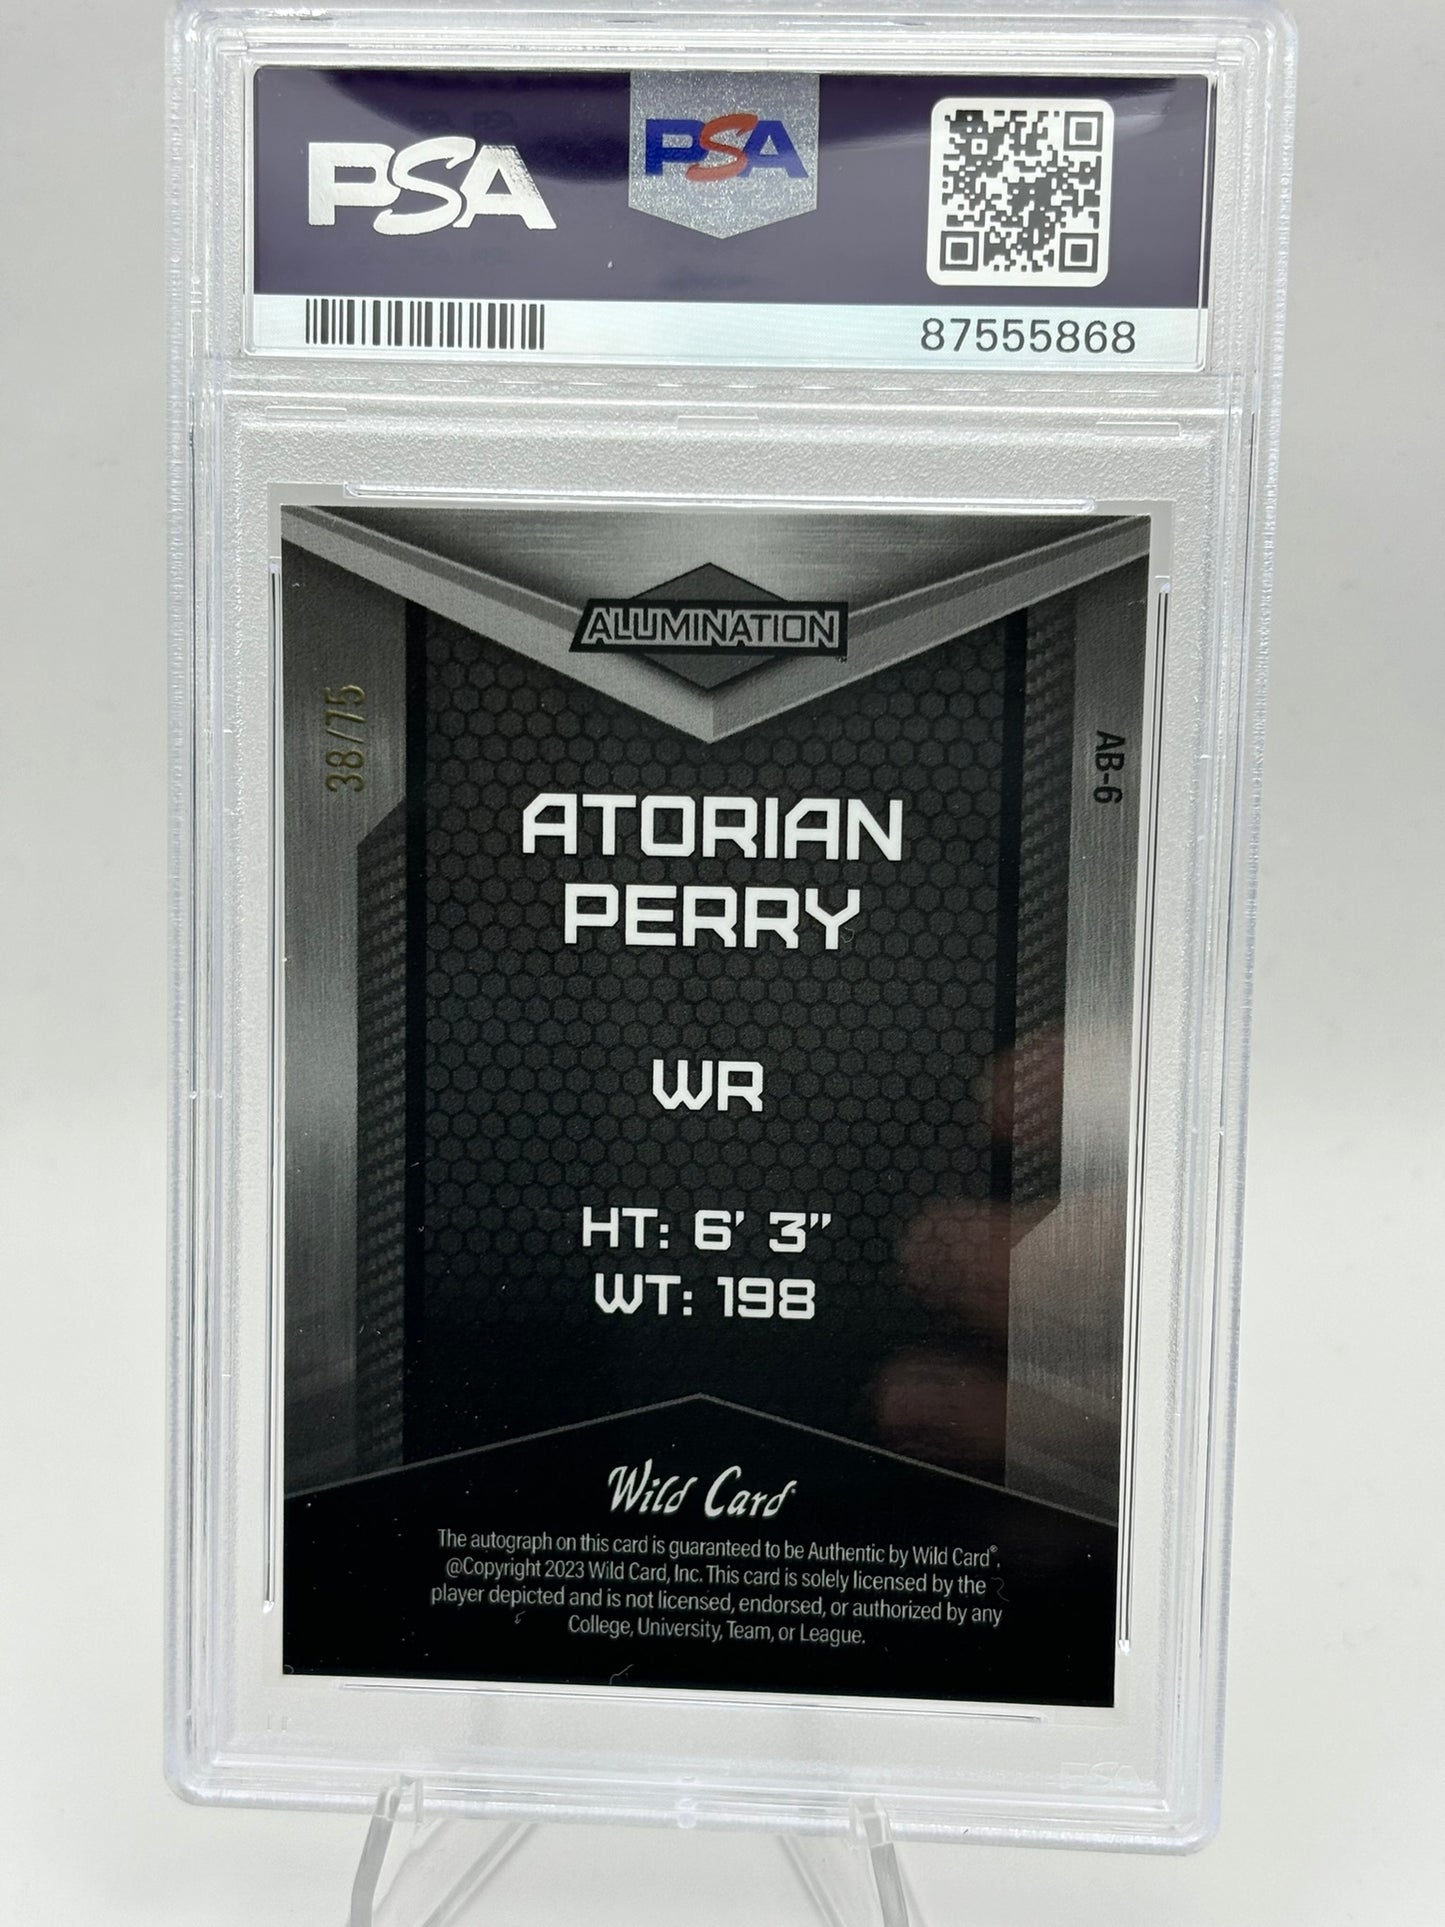 PSA
PSA
87555868
ALUMINATION
38/75
AB-6
ATORIAN
PERRY
WR
HT: 6' 3"
WT: 198
Wild Card
The autograph on this card is guaranteed to be Authentic by Wild Card®.
@Copyright 2023 Wild Card, Inc. This card is solely licensed by the
player depicted and is not licensed, endorsed, or authorized by any
College, University, Team, or League.
PSA